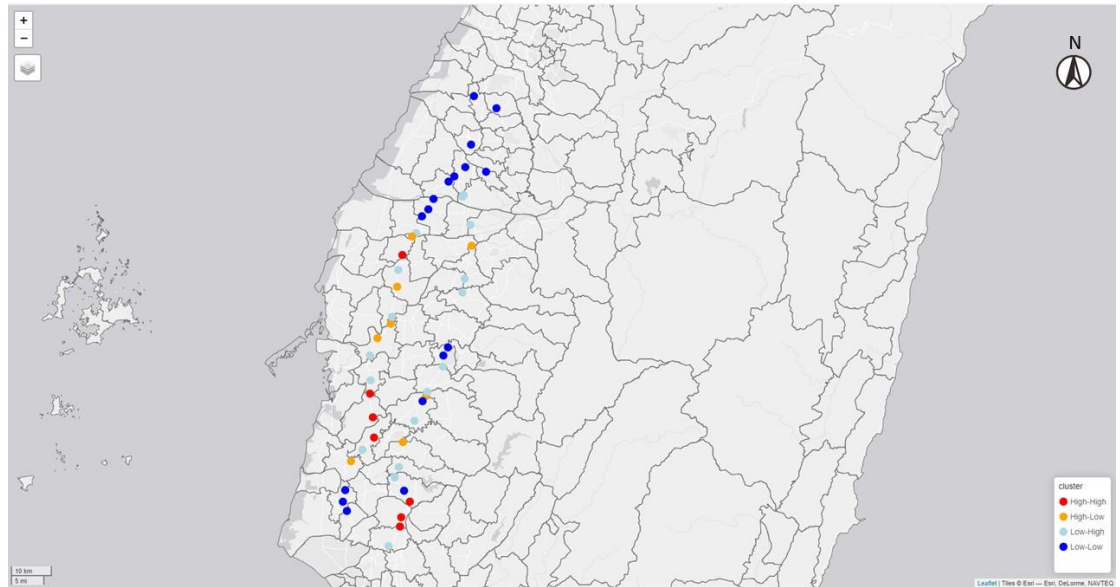 +
−
N
cluster
High-High
High-Low
Low-High
Low-Low
10 km
5 mi
Leaflet | Tiles © Esri — Esri, DeLorme, NAVTEQ